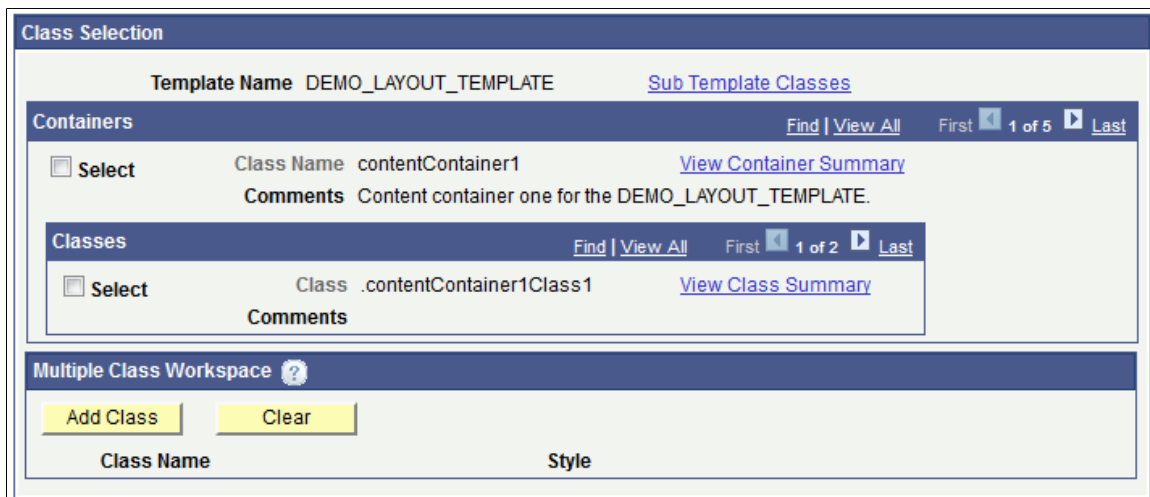 Class Selection
Template Name DEMO_LAYOUT_TEMPLATE Sub Template Classes
Containers Find | View All First 1 of 5 Last
Select Class Name contentContainer1 View Container Summary
Comments Content container one for the DEMO_LAYOUT_TEMPLATE.
Classes Find | View All First 1 of 2 Last
Select Class .contentContainer1Class1 View Class Summary
Comments
Multiple Class Workspace ?
Add Class Clear
Class Name Style